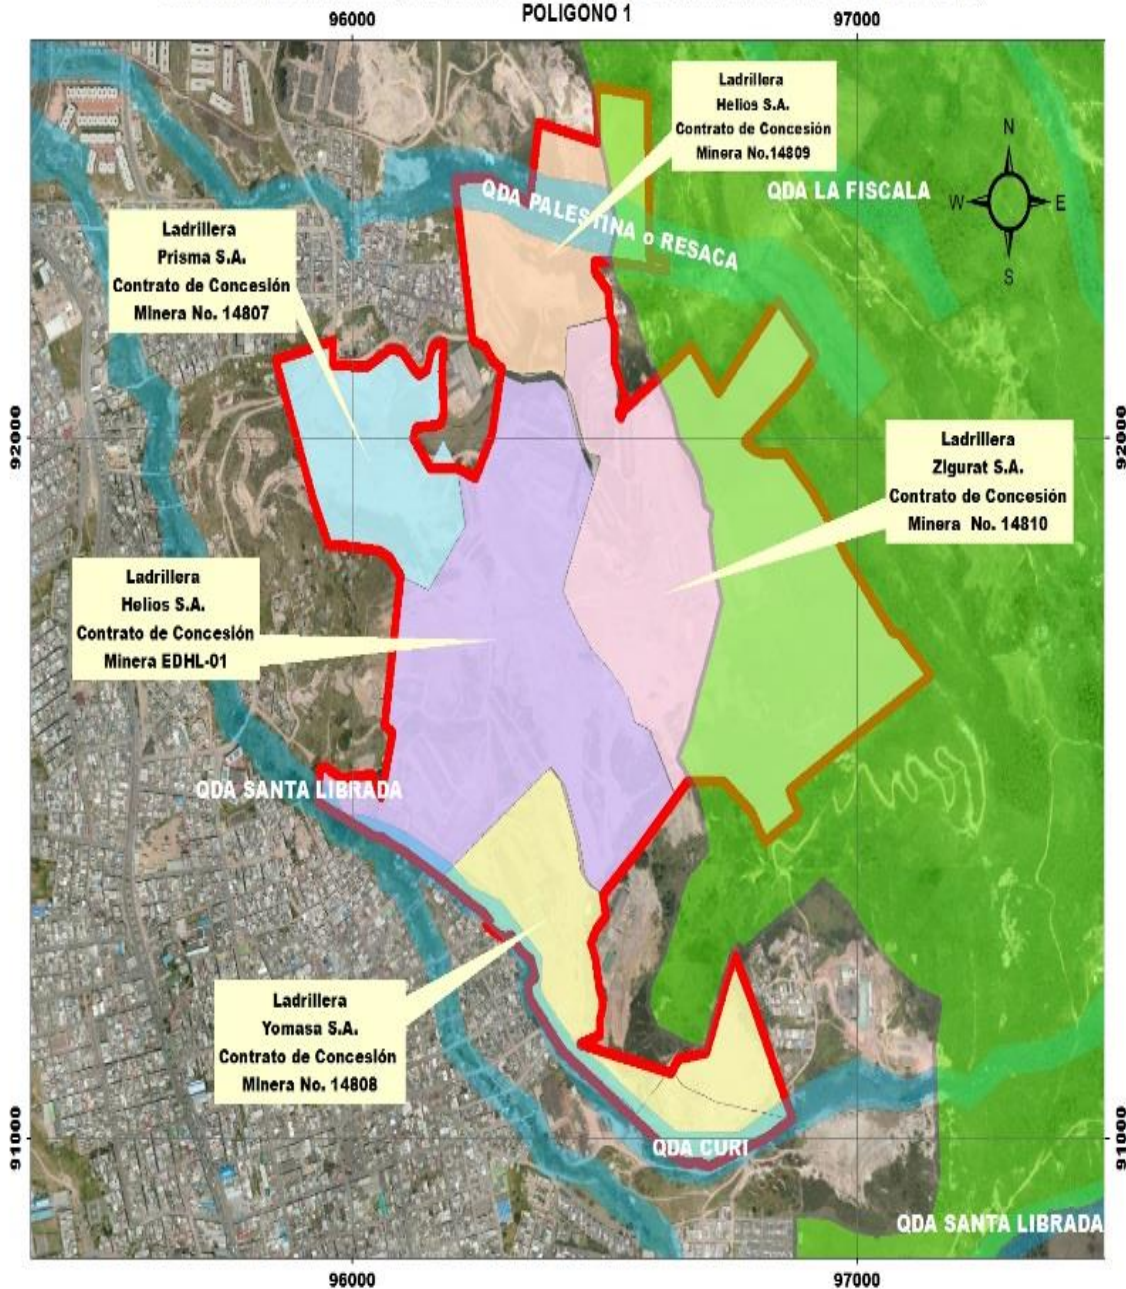 POLIGONO 1
96000
97000
Ladrillera
Helios S.A.
Contrato de Concesión
Minera No.14809
N
W
E
S
QDA LA FISCALA
QDA PALESTINA o RESACA
Ladrillera
Prisma S.A.
Contrato de Concesión
Minera No. 14807
92000
92000
Ladrillera
Zigurat S.A.
Contrato de Concesión
Minera No. 14810
Ladrillera
Helios S.A.
Contrato de Concesión
Minera EDHL-01
QDA SANTA LIBRADA
Ladrillera
Yomasa S.A.
Contrato de Concesión
Minera No. 14808
91000
91000
QDA CURI
QDA SANTA LIBRADA
96000
97000